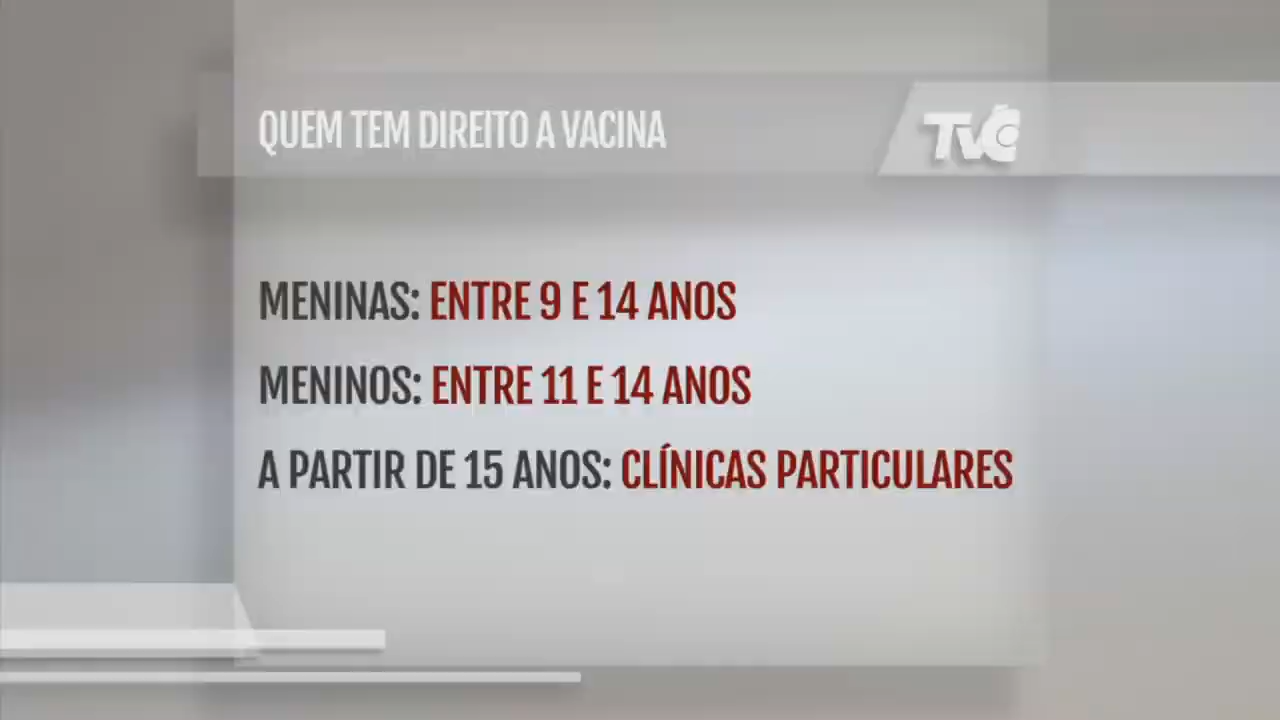 QUEM TEM DIREITO A VACINA
TVC
MENINAS: ENTRE 9 E 14 ANOS
MENINOS: ENTRE 11 E 14 ANOS
A PARTIR DE 15 ANOS: CLÍNICAS PARTICULARES